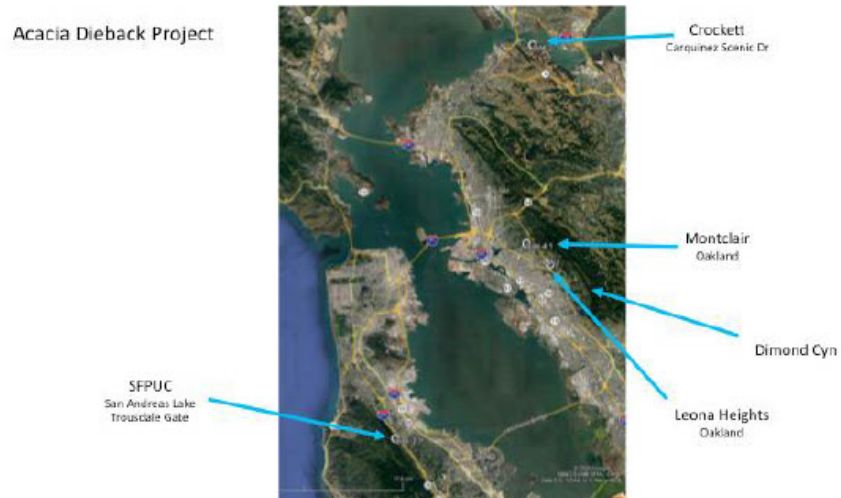 Acacia Dieback Project
Crockett
Carquinez Scenic Dr
Montclair
Oakland
Dimond Cyn
SFPUC
San Andreas Lake
Trousdale Gate
Leona Heights
Oakland